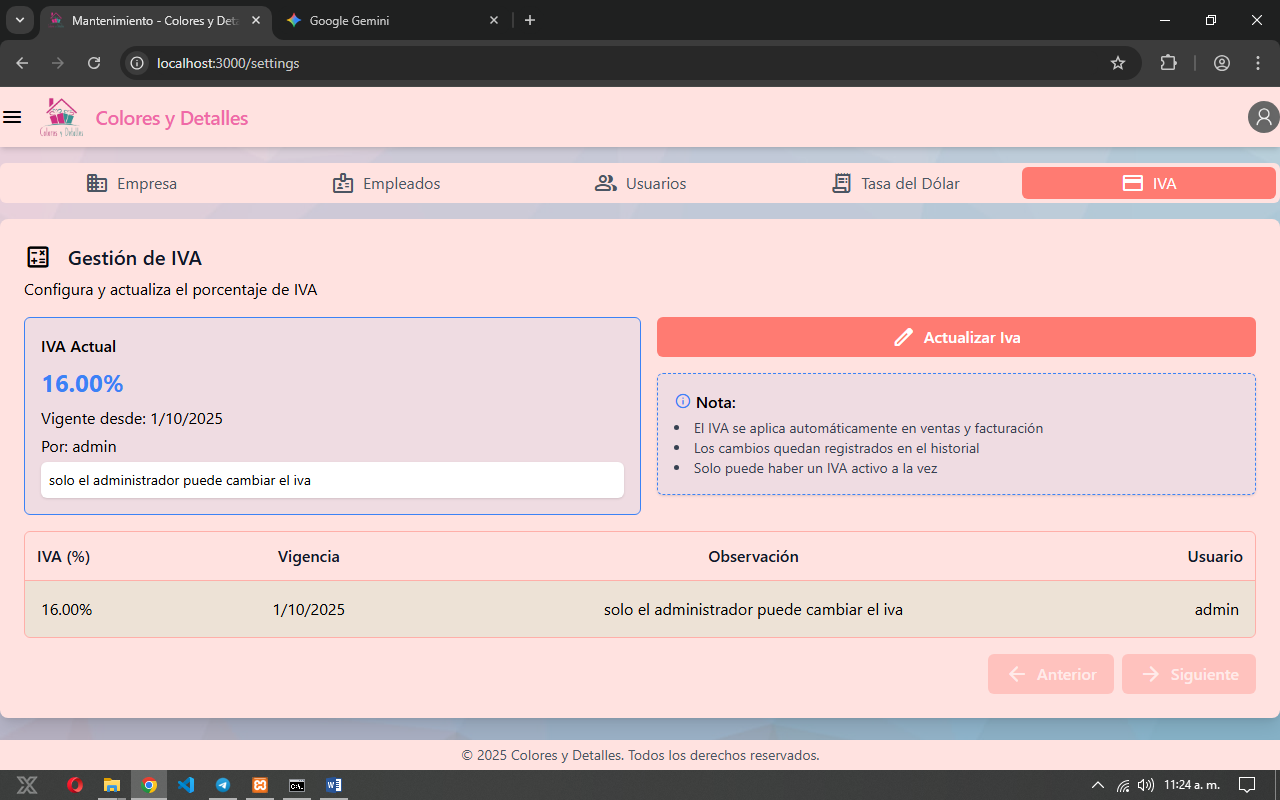 Mantenimiento - Colores y Deta
Google Gemini
localhost:3000/settings
Colores y Detalles
Colores y Detalles
Empresa
Empleados
Usuarios
Tasa del Dólar
IVA
Gestión de IVA
Configura y actualiza el porcentaje de IVA
IVA Actual
16.00%
Vigente desde: 1/10/2025
Por: admin
solo el administrador puede cambiar el iva
Actualizar Iva
Nota:
El IVA se aplica automáticamente en ventas y facturación
Los cambios quedan registrados en el historial
Solo puede haber un IVA activo a la vez
IVA (%) Vigencia Observación Usuario
16.00% 1/10/2025 solo el administrador puede cambiar el iva admin
Anterior
Siguiente
© 2025 Colores y Detalles. Todos los derechos reservados.
11:24 a. m.